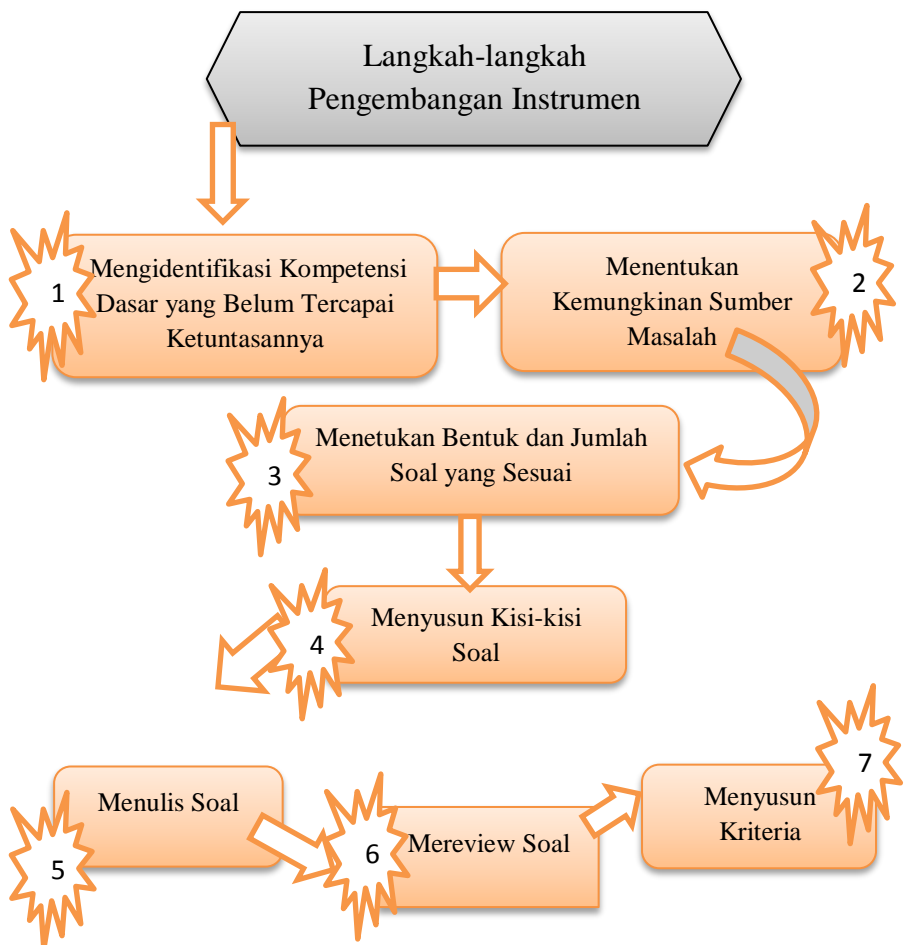 Langkah-langkah
Pengembangan Instrumen
1
Mengidentifikasi Kompetensi
Dasar yang Belum Tercapai
Ketuntasannya
Menentukan
Kemungkinan Sumber
Masalah
2
3
Menetukan Bentuk dan Jumlah
Soal yang Sesuai
4
Menyusun Kisi-kisi
Soal
5
Menulis Soal
6
Mereview Soal
7
Menyusun
Kriteria